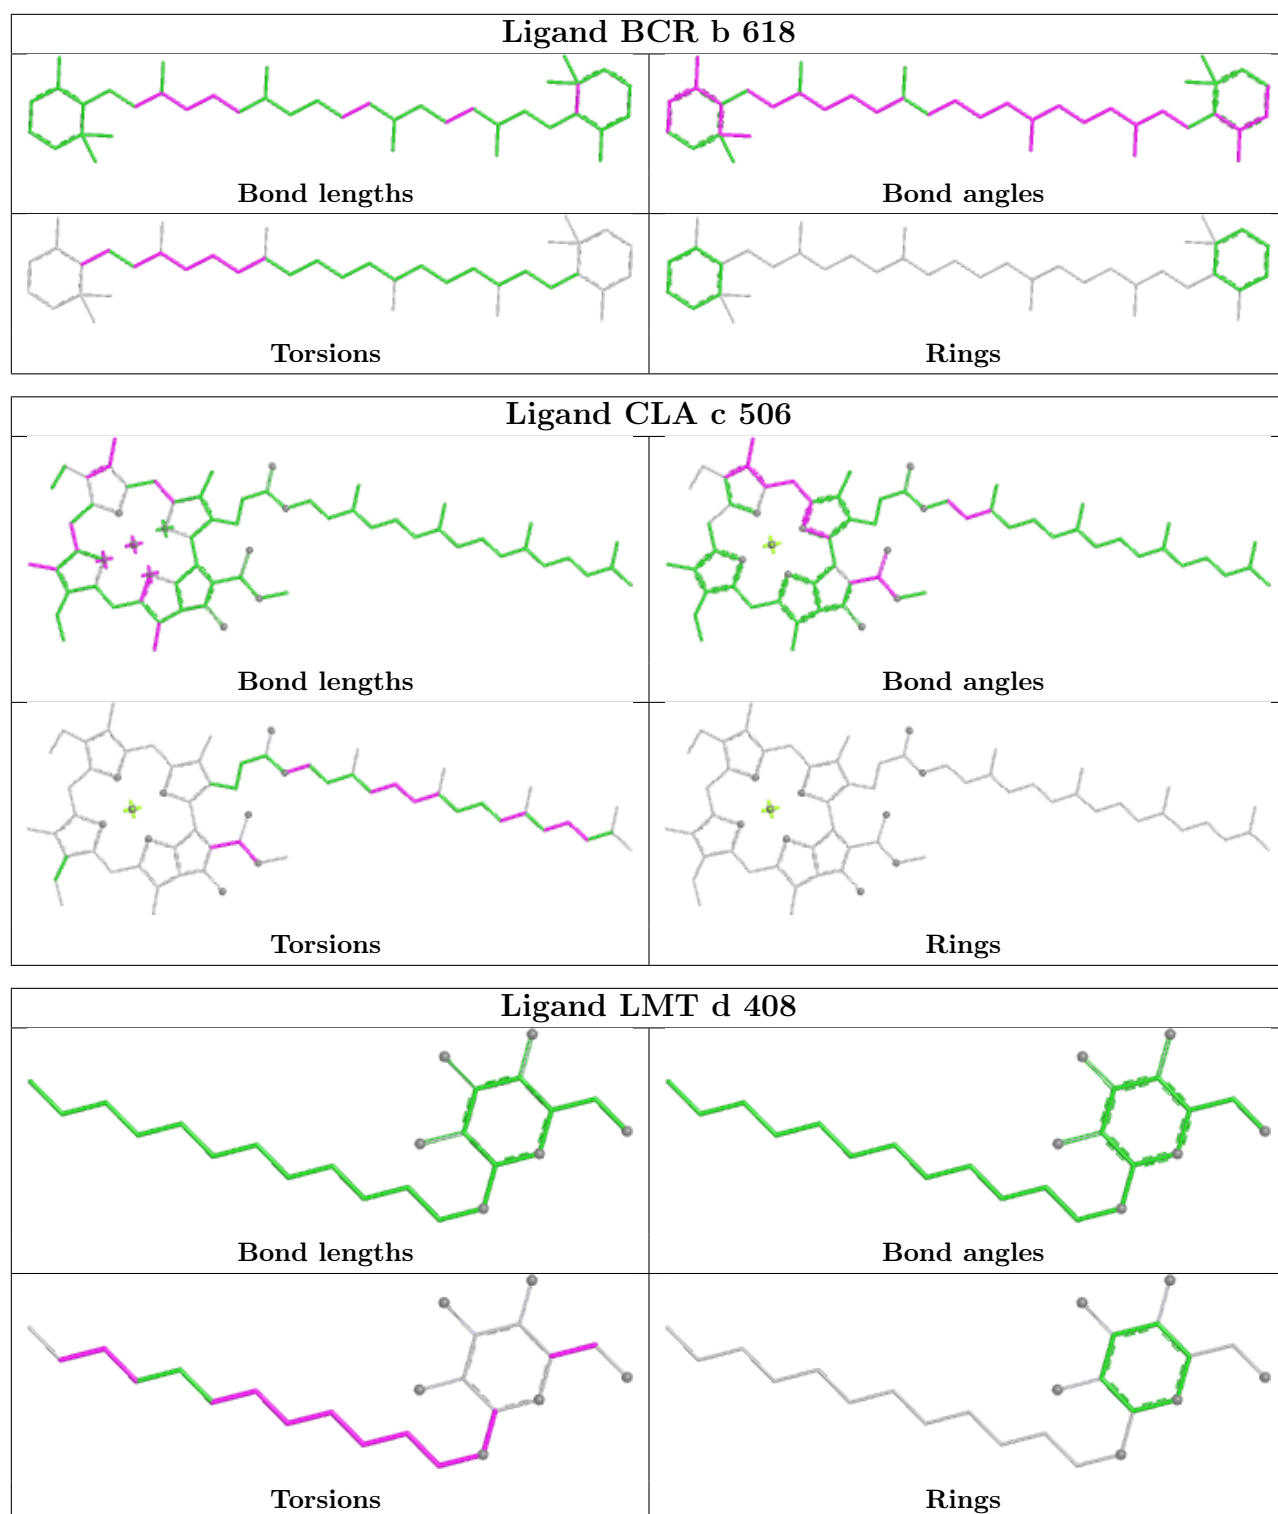 Ligand BCR b 618
Bond lengths
Bond angles
Torsions
Rings
Ligand CLA c 506
Bond lengths
Bond angles
Torsions
Rings
Ligand LMT d 408
Bond lengths
Bond angles
Torsions
Rings